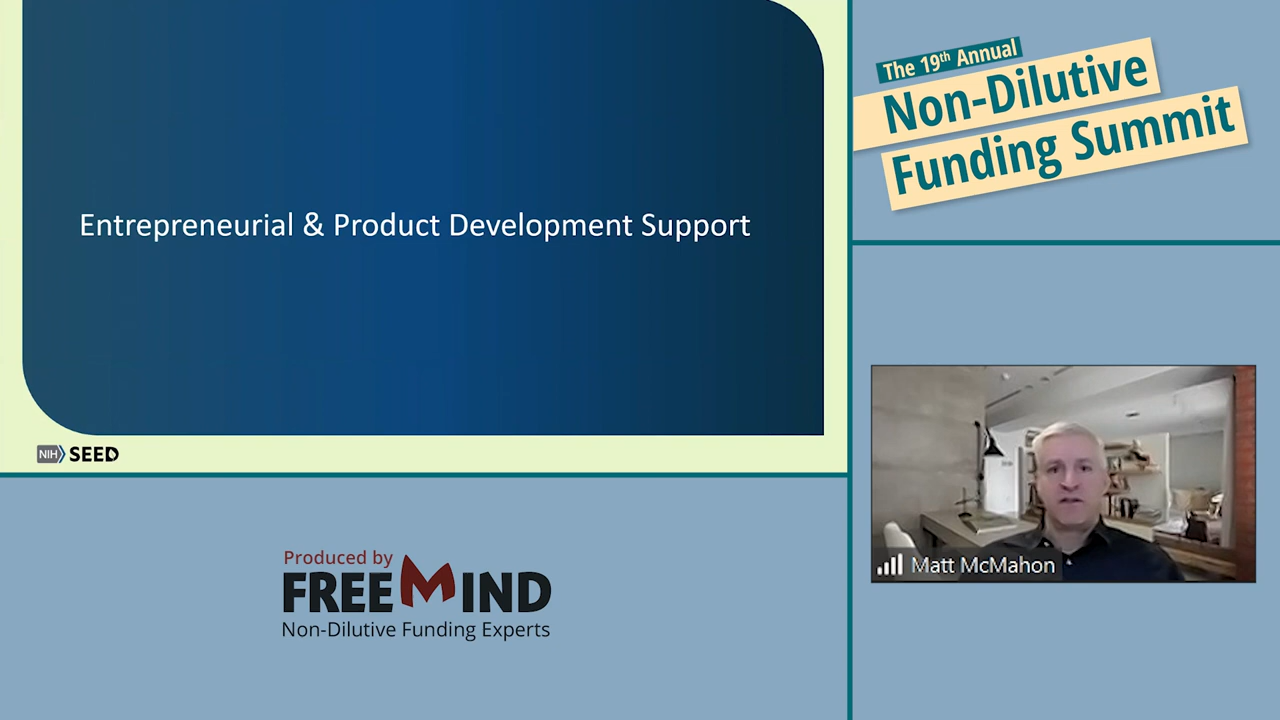 Entrepreneurial & Product Development Support
NIH SEED
The 19th Annual
Non-Dilutive
Funding Summit
Matt McMahon
Produced by
FREEMIND
Non-Dilutive Funding Experts